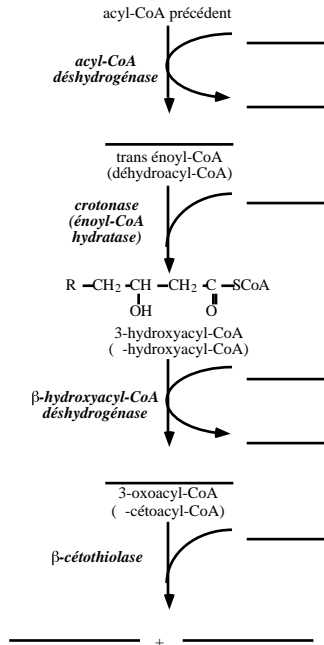 acyl-CoA précédent
acyl-CoA
déshydrogénase
trans énoyl-CoA
(déhydroacyl-CoA)
crotonase
(énoyl-CoA
hydratase)
R–CH₂–CH–CH₂–C–SCoA
OH O
3-hydroxyacyl-CoA
( -hydroxyacyl-CoA)
β-hydroxyacyl-CoA
déshydrogénase
3-oxoacyl-CoA
( -cétoacyl-CoA)
β-cétothiolase
+